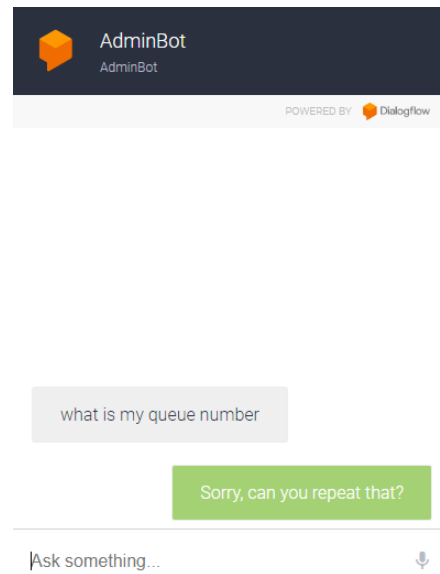 AdminBot
AdminBot
POWERED BY Dialogflow
what is my queue number
Sorry, can you repeat that?
Ask something...